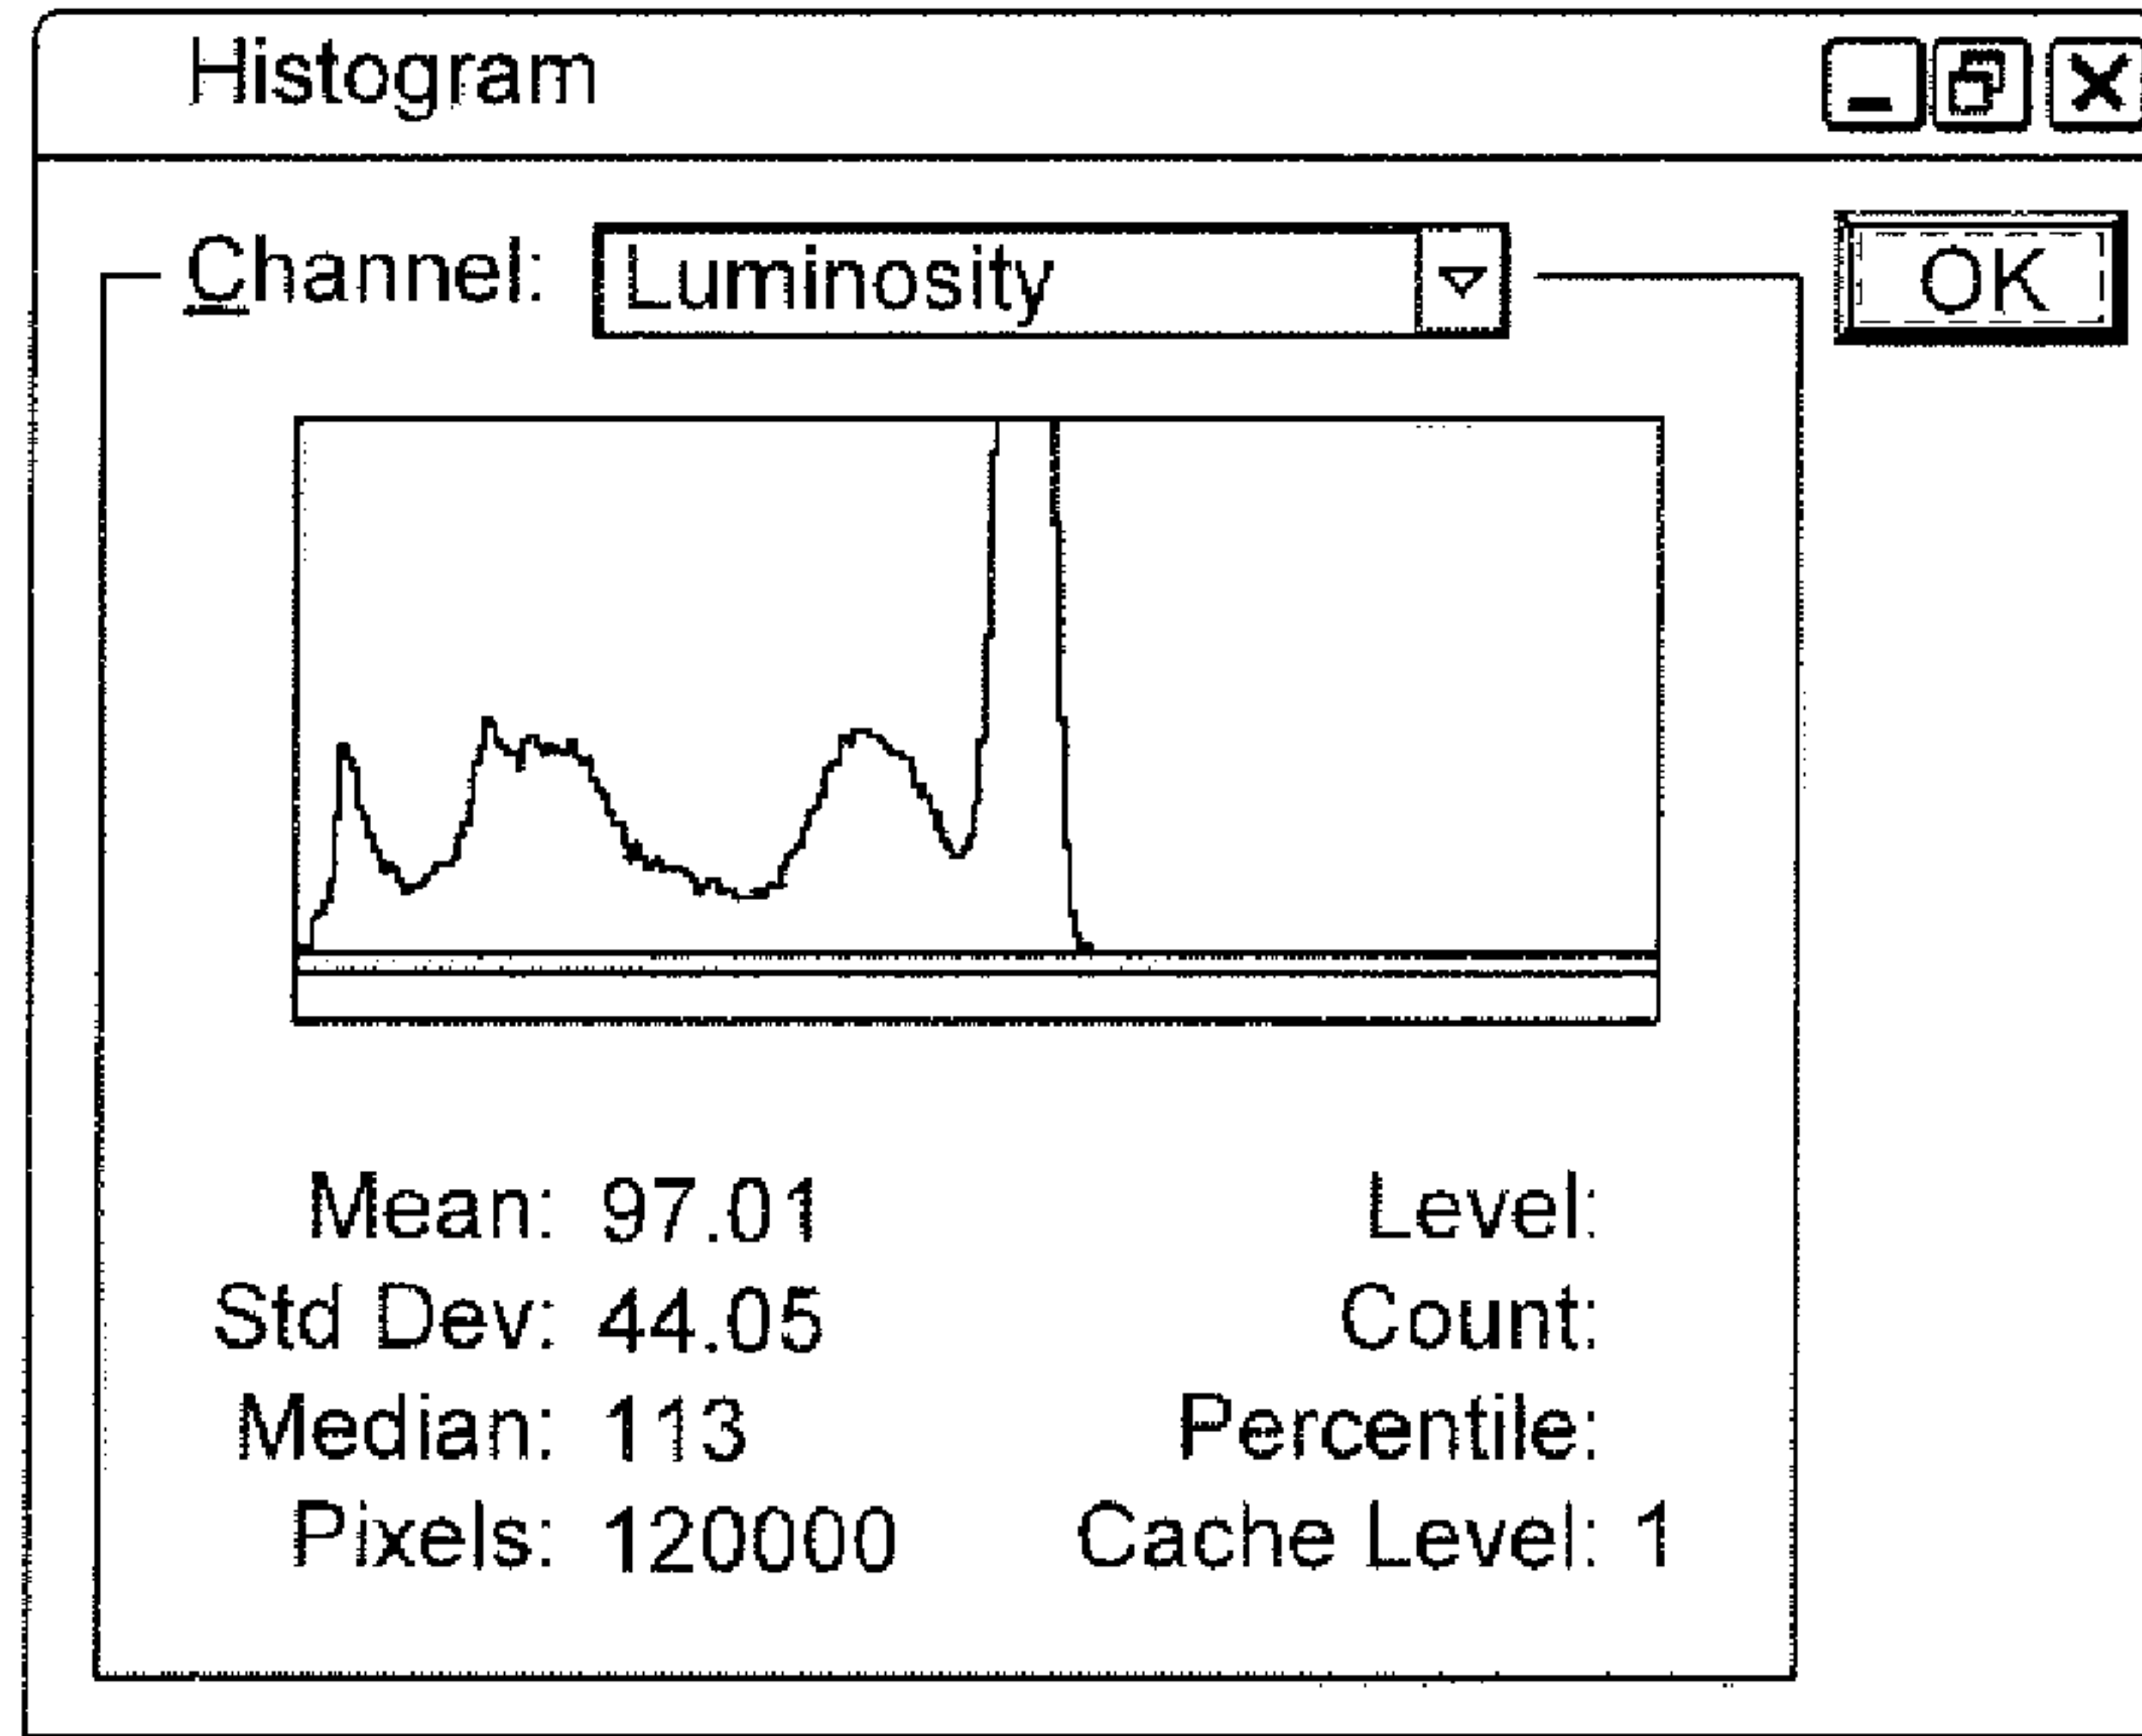 Histogram
Channel: Luminosity
OK
Mean: 97.01
Level:
Std Dev: 44.05
Count:
Median: 113
Percentile:
Pixels: 120000
Cache Level: 1